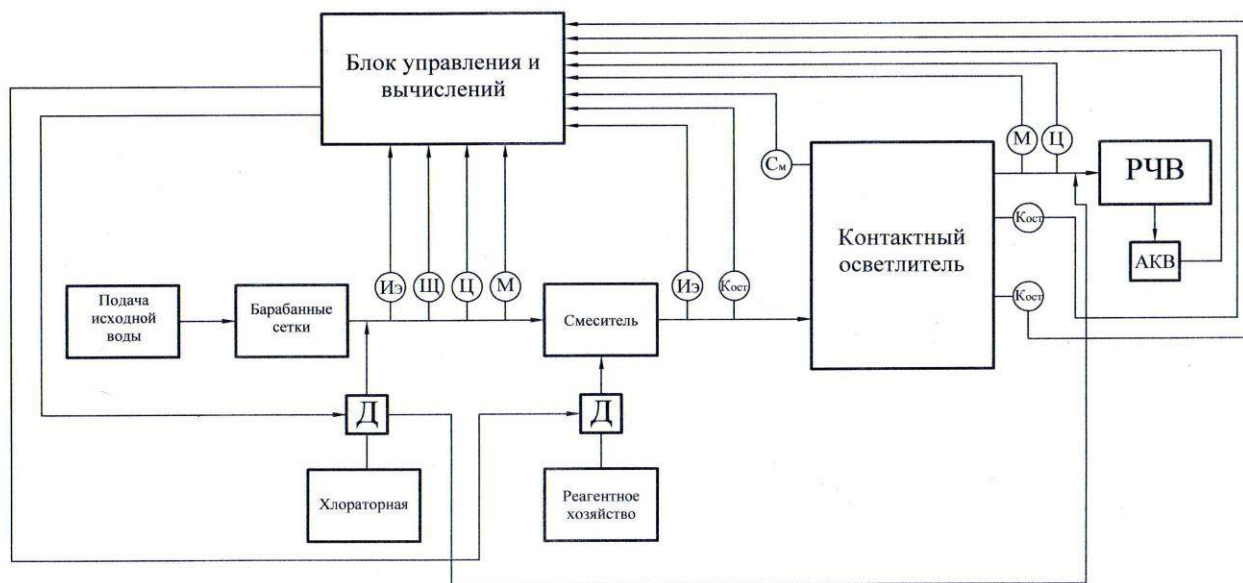 Блок управления и
вычислений
М
Ц
См
РЧВ
Контактный
осветлитель
Кост
АКВ
Кост
Иэ
Щ
Ц
М
Иэ
Кост
Подача
исходной
воды
Барабанные
сетки
Смеситель
Д
Д
Хлораторная
Реагентное
хозяйство